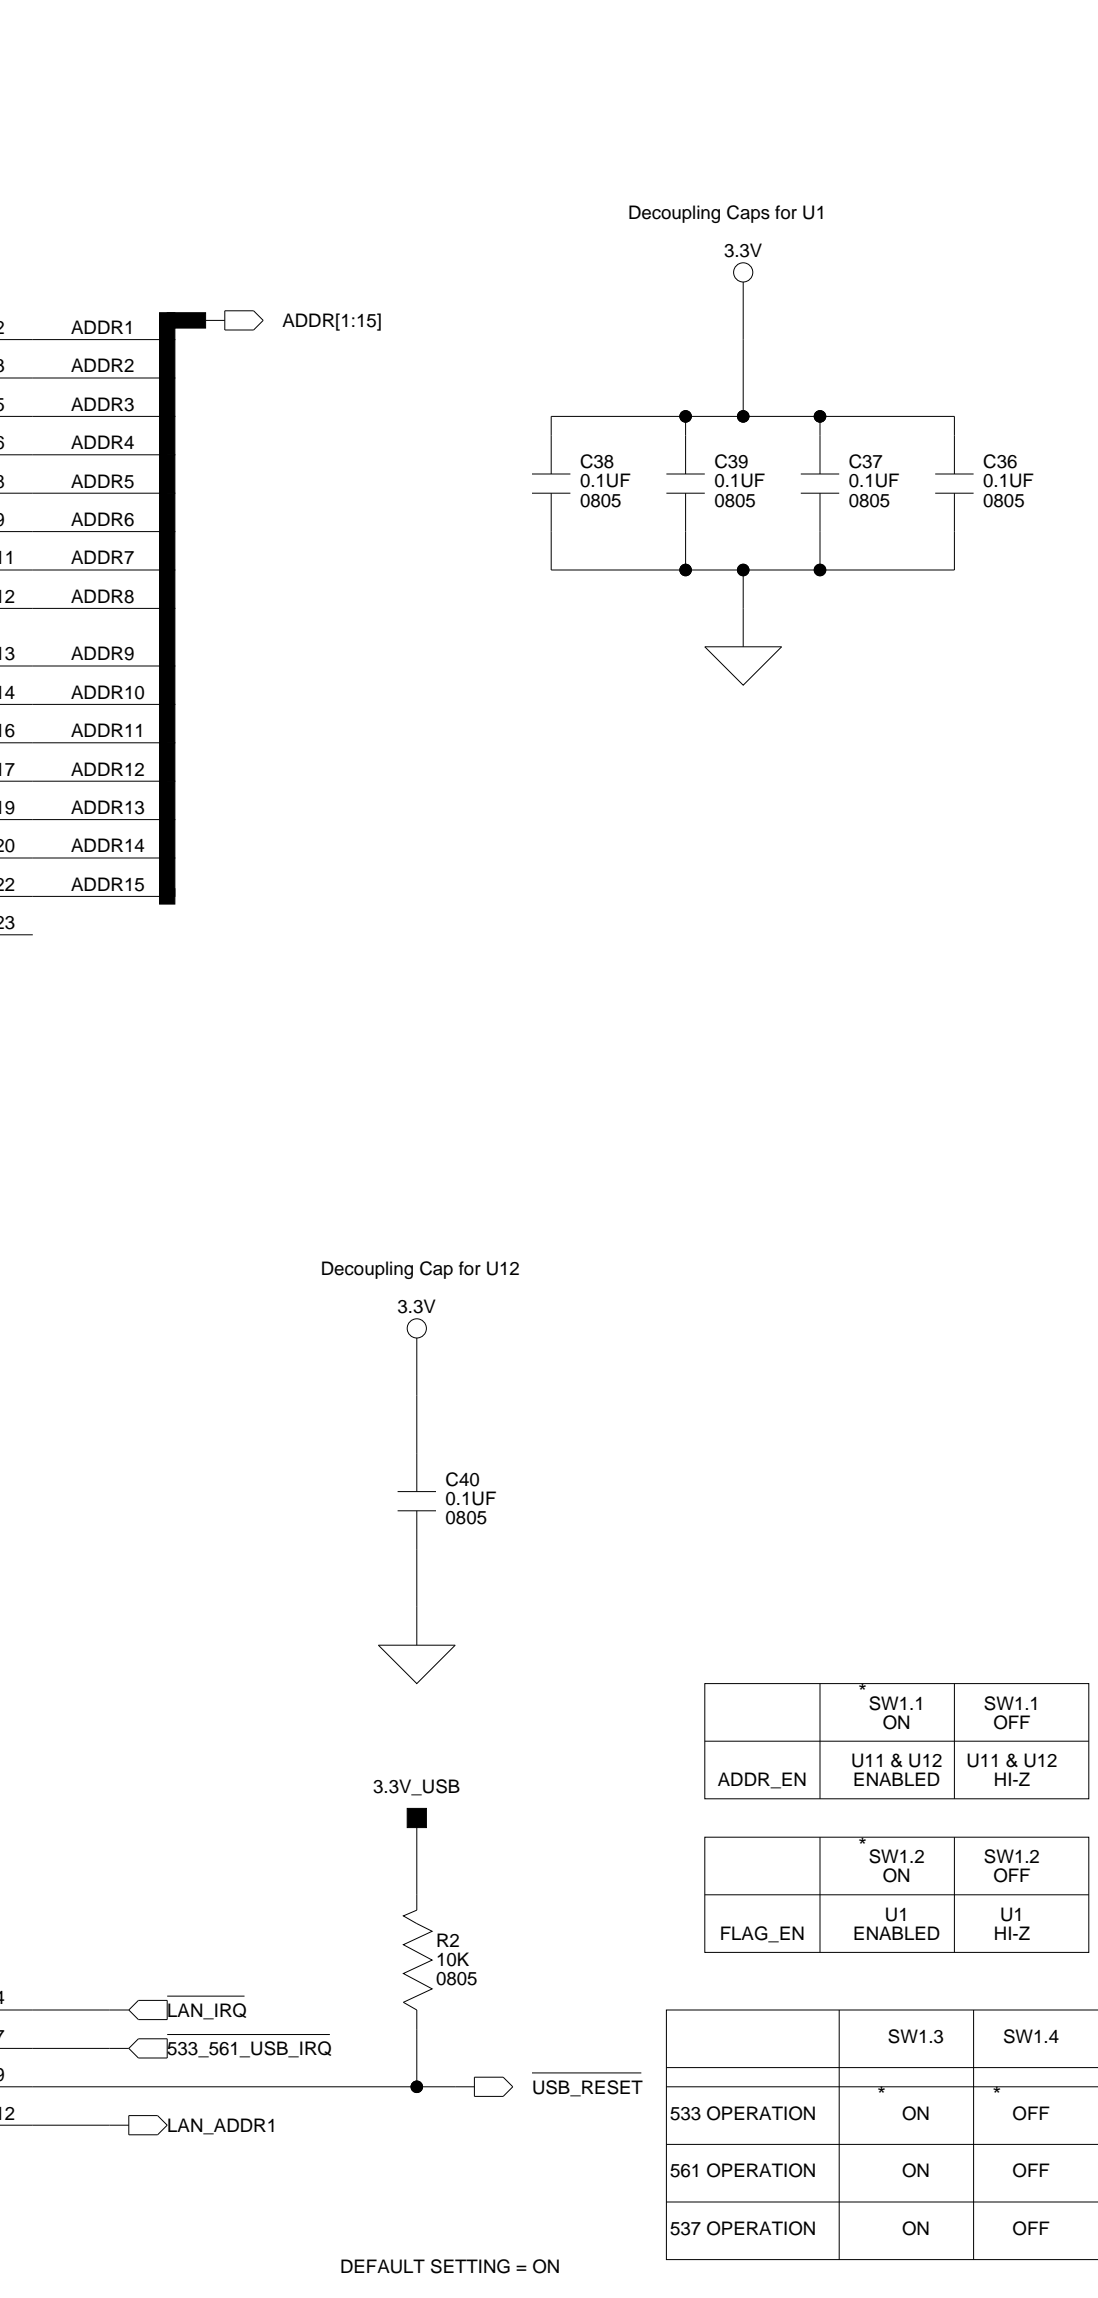 Decoupling Caps for U1
3.3V
ADDR[1:15]
2 ADDR1
ADDR2
ADDR3
ADDR4
ADDR5
ADDR6
11 ADDR7
12 ADDR8
13 ADDR9
14 ADDR10
16 ADDR11
17 ADDR12
19 ADDR13
20 ADDR14
22 ADDR15
23
C38
0.1UF
0805
C39
0.1UF
0805
C37
0.1UF
0805
C36
0.1UF
0805
Decoupling Cap for U12
3.3V
C40
0.1UF
0805
3.3V_USB
R2
10K
0805
4 LAN_IRQ
7 533_561_USB_IRQ
9 USB_RESET
12 LAN_ADDR1
DEFAULT SETTING = ON
* SW1.1 SW1.1
ON OFF
U11 & U12 U11 & U12
ADDR_EN ENABLED HI-Z
* SW1.2 SW1.2
ON OFF
U1 U1
FLAG_EN ENABLED HI-Z
SW1.3 SW1.4
* *
533 OPERATION ON OFF
561 OPERATION ON OFF
537 OPERATION ON OFF